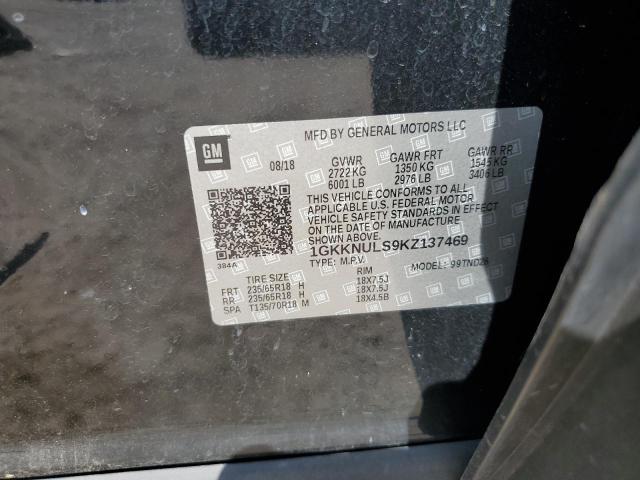 GM
MFD BY GENERAL MOTORS LLC
08/18
GVWR GAWR FRT GAWR RR
2722 KG 1350 KG 1545 KG
6001 LB 2976 LB 3406 LB
THIS VEHICLE CONFORMS TO ALL
APPLICABLE U.S. FEDERAL MOTOR
VEHICLE SAFETY STANDARDS IN EFFECT
ON THE DATE OF MANUFACTURE
SHOWN ABOVE.
1GKKNULS9KZ137469
TYPE: M.P.V. MODEL: 99TND26
384A
TIRE SIZE RIM
FRT 235/65R18 H 18X7.5J
RR 235/65R18 H 18X7.5J
SPA T135/70R18 M 18X4.5B